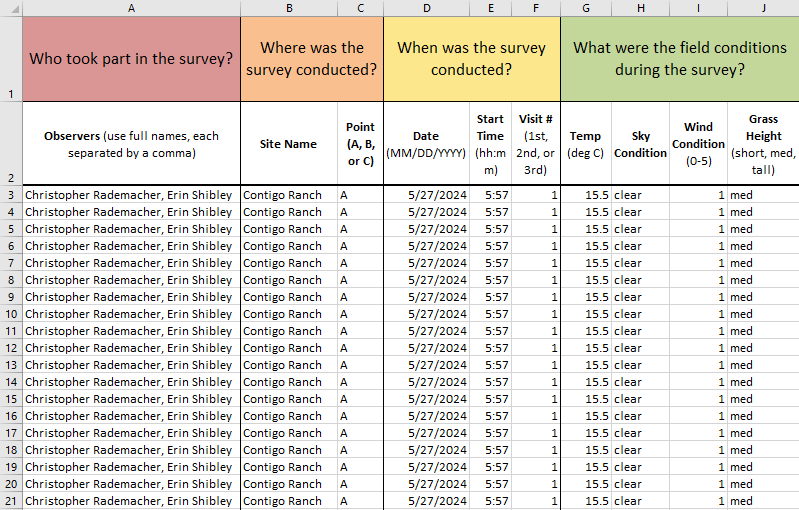 A B C D E F G H I J
1 Who took part in the survey? Where was the survey conducted? When was the survey conducted? What were the field conditions during the survey?
2 Observers (use full names, each separated by a comma) Site Name Point (A, B, or C) Date (MM/DD/YYYY) Start Time (hh:mm) Visit # (1st, 2nd, or 3rd) Temp (deg C) Sky Condition Wind Condition (0-5) Grass Height (short, med, tall)
3 Christopher Rademacher, Erin Shibley Contigo Ranch A 5/27/2024 5:57 1 15.5 clear 1 med
4 Christopher Rademacher, Erin Shibley Contigo Ranch A 5/27/2024 5:57 1 15.5 clear 1 med
5 Christopher Rademacher, Erin Shibley Contigo Ranch A 5/27/2024 5:57 1 15.5 clear 1 med
6 Christopher Rademacher, Erin Shibley Contigo Ranch A 5/27/2024 5:57 1 15.5 clear 1 med
7 Christopher Rademacher, Erin Shibley Contigo Ranch A 5/27/2024 5:57 1 15.5 clear 1 med
8 Christopher Rademacher, Erin Shibley Contigo Ranch A 5/27/2024 5:57 1 15.5 clear 1 med
9 Christopher Rademacher, Erin Shibley Contigo Ranch A 5/27/2024 5:57 1 15.5 clear 1 med
10 Christopher Rademacher, Erin Shibley Contigo Ranch A 5/27/2024 5:57 1 15.5 clear 1 med
11 Christopher Rademacher, Erin Shibley Contigo Ranch A 5/27/2024 5:57 1 15.5 clear 1 med
12 Christopher Rademacher, Erin Shibley Contigo Ranch A 5/27/2024 5:57 1 15.5 clear 1 med
13 Christopher Rademacher, Erin Shibley Contigo Ranch A 5/27/2024 5:57 1 15.5 clear 1 med
14 Christopher Rademacher, Erin Shibley Contigo Ranch A 5/27/2024 5:57 1 15.5 clear 1 med
15 Christopher Rademacher, Erin Shibley Contigo Ranch A 5/27/2024 5:57 1 15.5 clear 1 med
16 Christopher Rademacher, Erin Shibley Contigo Ranch A 5/27/2024 5:57 1 15.5 clear 1 med
17 Christopher Rademacher, Erin Shibley Contigo Ranch A 5/27/2024 5:57 1 15.5 clear 1 med
18 Christopher Rademacher, Erin Shibley Contigo Ranch A 5/27/2024 5:57 1 15.5 clear 1 med
19 Christopher Rademacher, Erin Shibley Contigo Ranch A 5/27/2024 5:57 1 15.5 clear 1 med
20 Christopher Rademacher, Erin Shibley Contigo Ranch A 5/27/2024 5:57 1 15.5 clear 1 med
21 Christopher Rademacher, Erin Shibley Contigo Ranch A 5/27/2024 5:57 1 15.5 clear 1 med